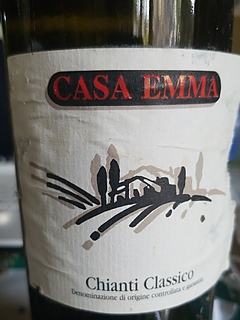 CASA EMMA
Chianti Classico
Denominazione di origine controllata e garantita